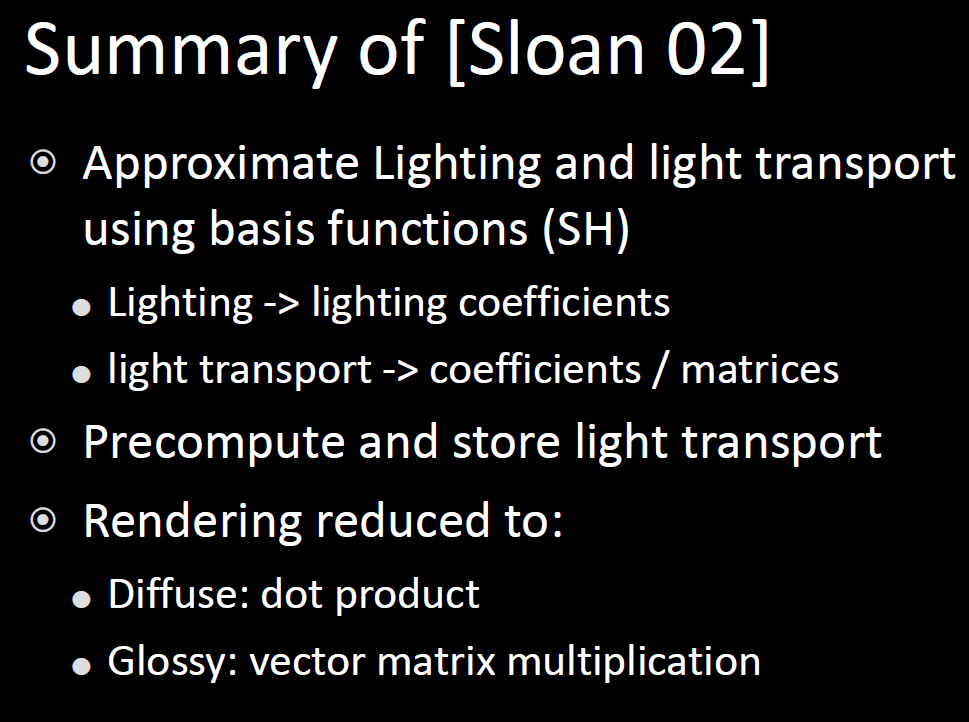 Summary of [Sloan 02]
Approximate Lighting and light transport
using basis functions (SH)
Lighting -> lighting coefficients
light transport -> coefficients / matrices
Precompute and store light transport
Rendering reduced to:
Diffuse: dot product
Glossy: vector matrix multiplication